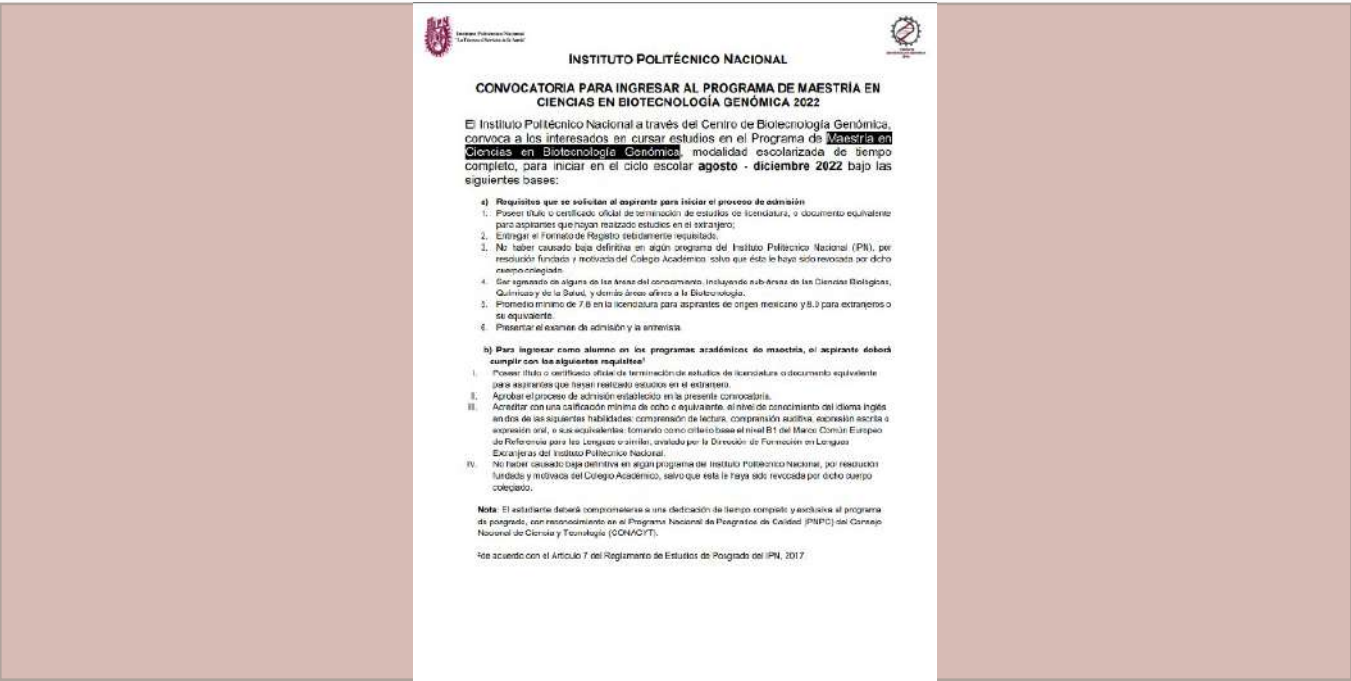 Instituto Politécnico Nacional
"La Técnica al Servicio de la Patria"
INSTITUTO POLITÉCNICO NACIONAL
CONVOCATORIA PARA INGRESAR AL PROGRAMA DE MAESTRÍA EN
CIENCIAS EN BIOTECNOLOGÍA GENÓMICA 2022
El Instituto Politécnico Nacional a través del Centro de Biotecnología Genómica,
convoca a los interesados en cursar estudios en el Programa de Maestría en
Ciencias en Biotecnología Genómica, modalidad escolarizada de tiempo
completo, para iniciar en el ciclo escolar agosto - diciembre 2022 bajo las
siguientes bases:
a) Requisitos que se solicitan al aspirante para iniciar el proceso de admisión
1. Poseer título o certificado oficial de terminación de estudios de licenciatura, o documento equivalente
para aspirantes que hayan realizado estudios en el extranjero;
2. Entregar el Formato de Registro debidamente requisitado.
3. No haber causado baja definitiva en algún programa del Instituto Politécnico Nacional (IPN), por
resolución fundada y motivada del Colegio Académico, salvo que ésta le haya sido revocada por dicho
cuerpo colegiado.
4. Ser egresado de alguna de las áreas del conocimiento, incluyendo sub-áreas de las Ciencias Biológicas,
Químicas y de la Salud, y demás áreas afines a la Biotecnología.
5. Promedio mínimo de 7.8 en la licenciatura para aspirantes de origen mexicano y 8.0 para extranjeros o
su equivalente.
6. Presentar el examen de admisión y la entrevista.
b) Para ingresar como alumno en los programas académicos de maestría, el aspirante deberá
cumplir con los siguientes requisitos¹
I. Poseer título o certificado oficial de terminación de estudios de licenciatura o documento equivalente
para aspirantes que hayan realizado estudios en el extranjero.
II. Aprobar el proceso de admisión establecido en la presente convocatoria.
III. Acreditar con una calificación mínima de ocho o equivalente, el nivel de conocimiento del idioma inglés
en dos de las siguientes habilidades: comprensión de lectura, comprensión auditiva, expresión escrita o
expresión oral, o sus equivalentes; tomando como criterio base el nivel B1 del Marco Común Europeo
de Referencia para las Lenguas o similar, avalado por la Dirección de Formación en Lenguas
Extranjeras del Instituto Politécnico Nacional.
IV. No haber causado baja definitiva en algún programa del Instituto Politécnico Nacional, por resolución
fundada y motivada del Colegio Académico, salvo que esta le haya sido revocada por dicho cuerpo
colegiado.
Nota: El estudiante deberá comprometerse a una dedicación de tiempo completo y exclusiva al programa
de posgrado, con reconocimiento en el Programa Nacional de Posgrados de Calidad (PNPC) del Consejo
Nacional de Ciencia y Tecnología (CONACYT).
¹de acuerdo con el Artículo 7 del Reglamento de Estudios de Posgrado del IPN, 2017